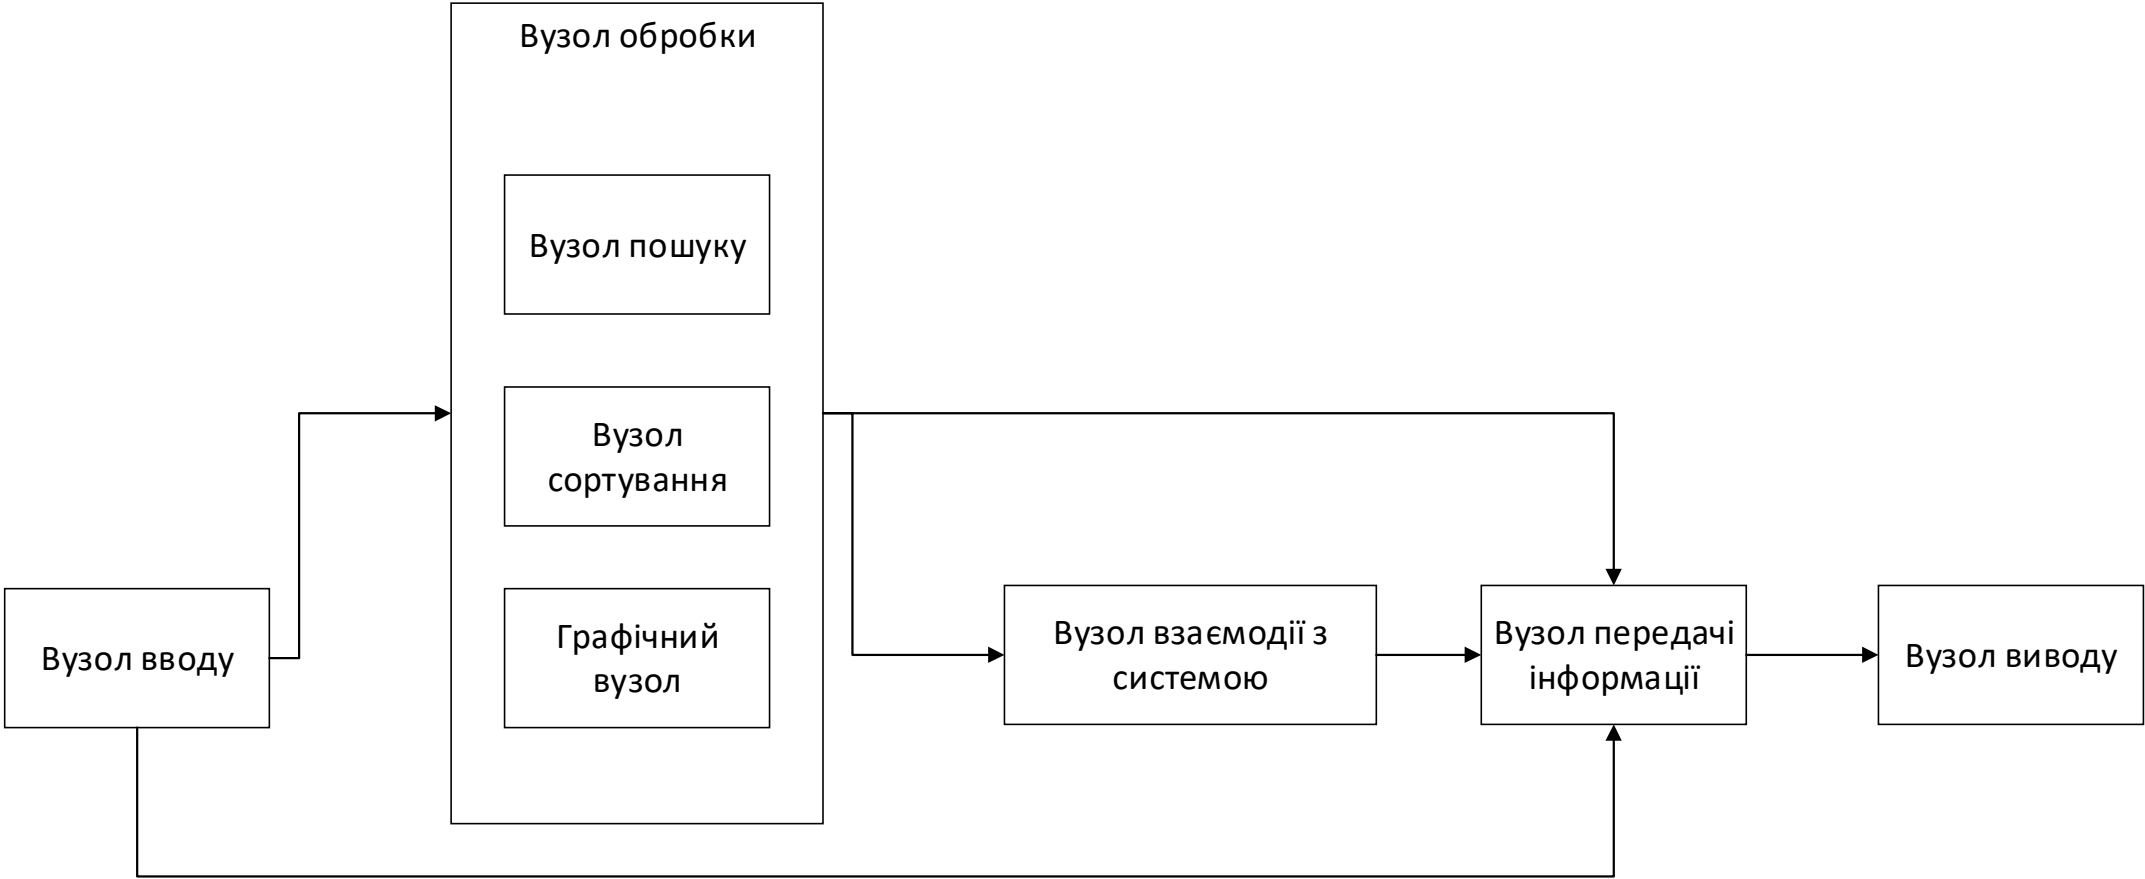 Вузол обробки
Вузол пошуку
Вузол
сортування
Графічний
вузол
Вузол вводу
Вузол взаємодії з
системою
Вузол передачі
інформації
Вузол виводу